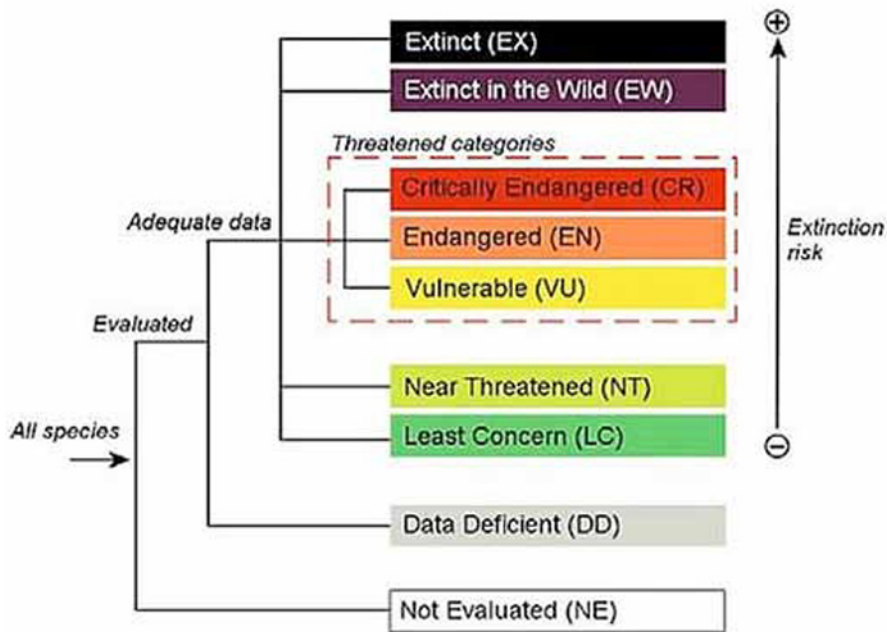 Extinct (EX)
Extinct in the Wild (EW)
Threatened categories
Critically Endangered (CR)
Adequate data
Endangered (EN)
Extinction
risk
Vulnerable (VU)
Evaluated
Near Threatened (NT)
All species
Least Concern (LC)
Data Deficient (DD)
Not Evaluated (NE)